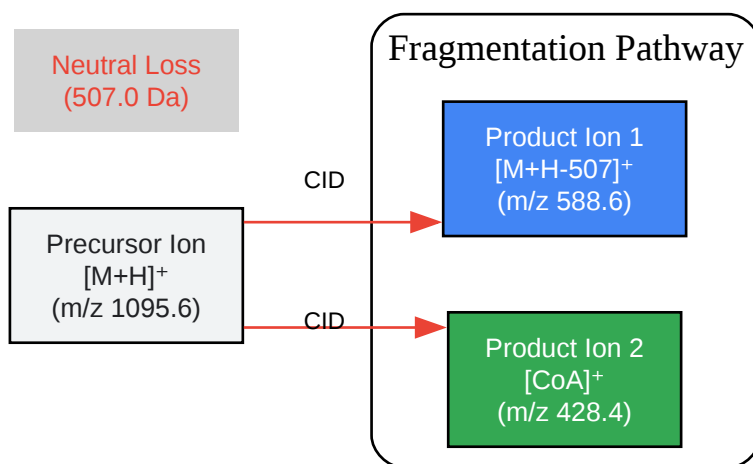 Neutral Loss
(507.0 Da)
Fragmentation Pathway
Product Ion 1
[M+H-507]⁺
(m/z 588.6)
CID
Precursor Ion
[M+H]⁺
(m/z 1095.6)
CID
Product Ion 2
[CoA]⁺
(m/z 428.4)